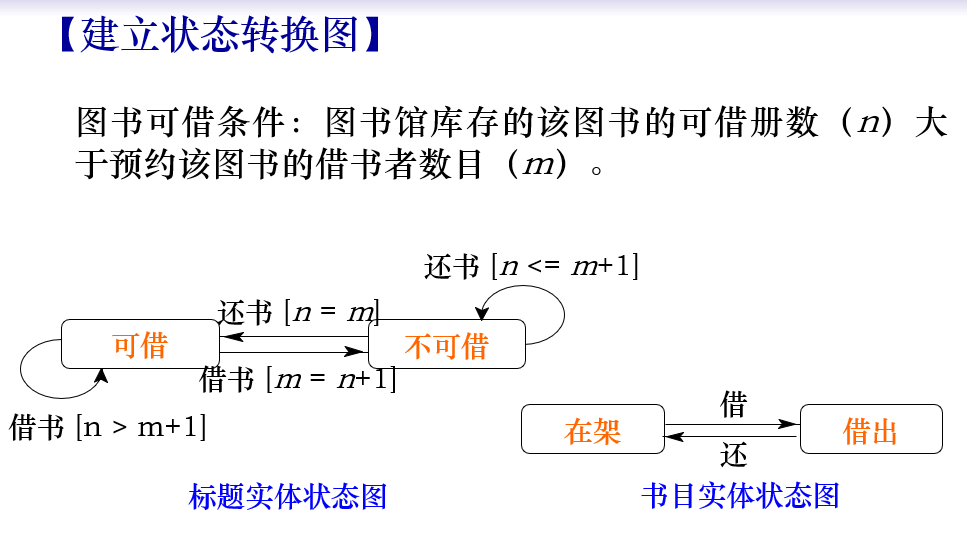 【建立状态转换图】
图书可借条件：图书馆库存的该图书的可借册数（n）大
于预约该图书的借书者数目（m）。
还书 [n <= m+1]
还书 [n = m]
可借
不可借
借书 [m = n+1]
借书 [n > m+1]
借
在架
借出
还
标题实体状态图
书目实体状态图